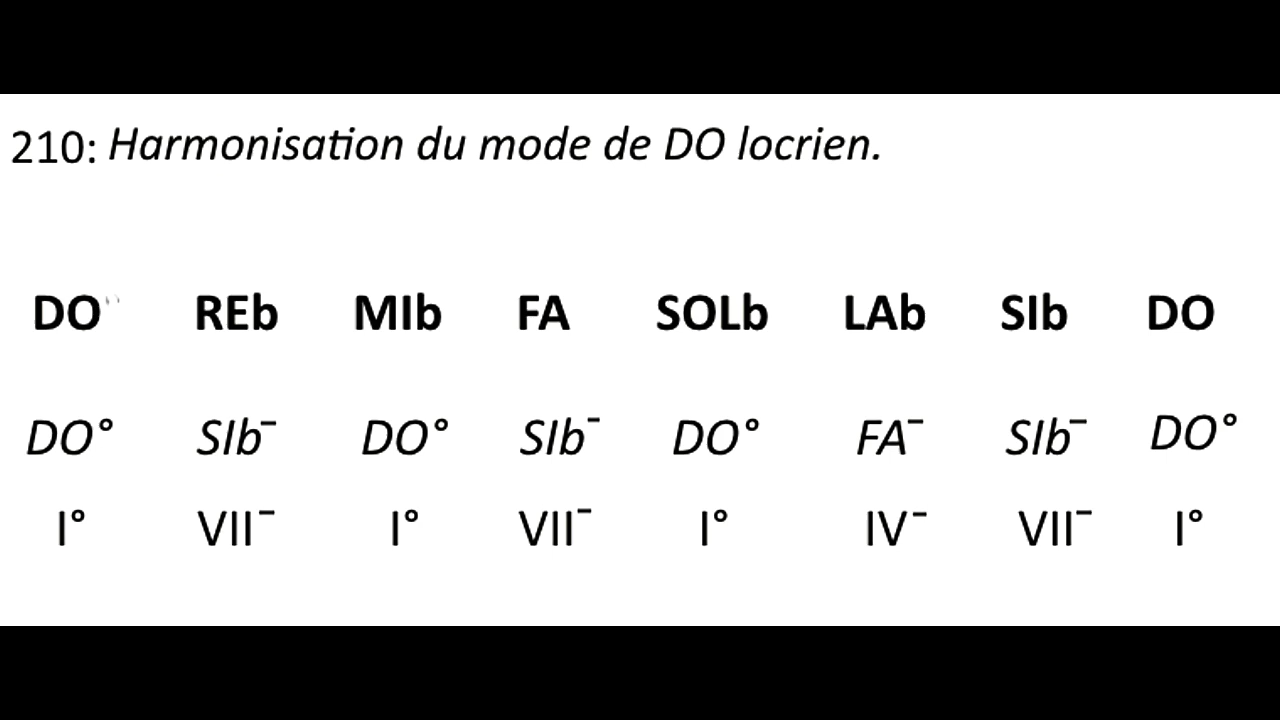 210: Harmonisation du mode de DO locrien.
DO REb MIb FA SOLb LAb SIb DO
DO° SIb⁻ DO° SIb⁻ DO° FA⁻ SIb⁻ DO°
I° VII⁻ I° VII⁻ I° IV⁻ VII⁻ I°